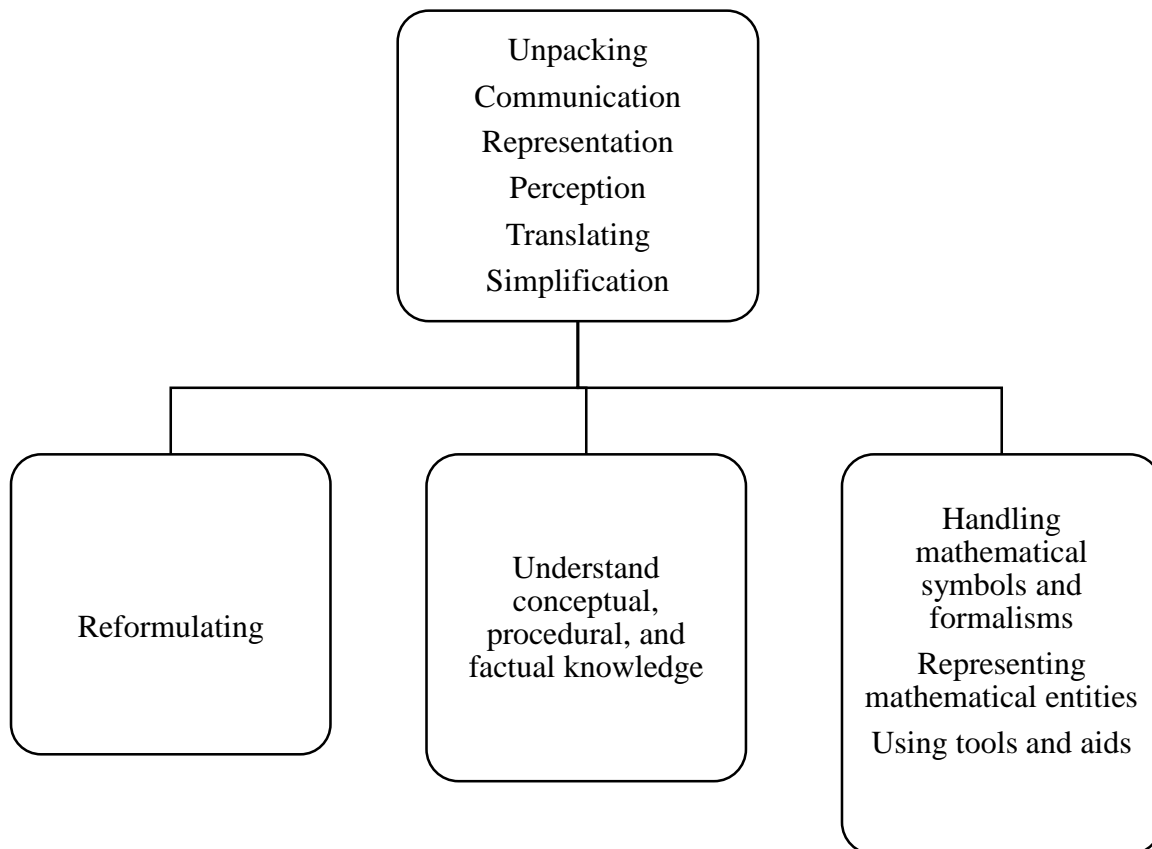 Unpacking
Communication
Representation
Perception
Translating
Simplification
Reformulating
Understand
conceptual,
procedural, and
factual knowledge
Handling
mathematical
symbols and
formalisms
Representing
mathematical entities
Using tools and aids